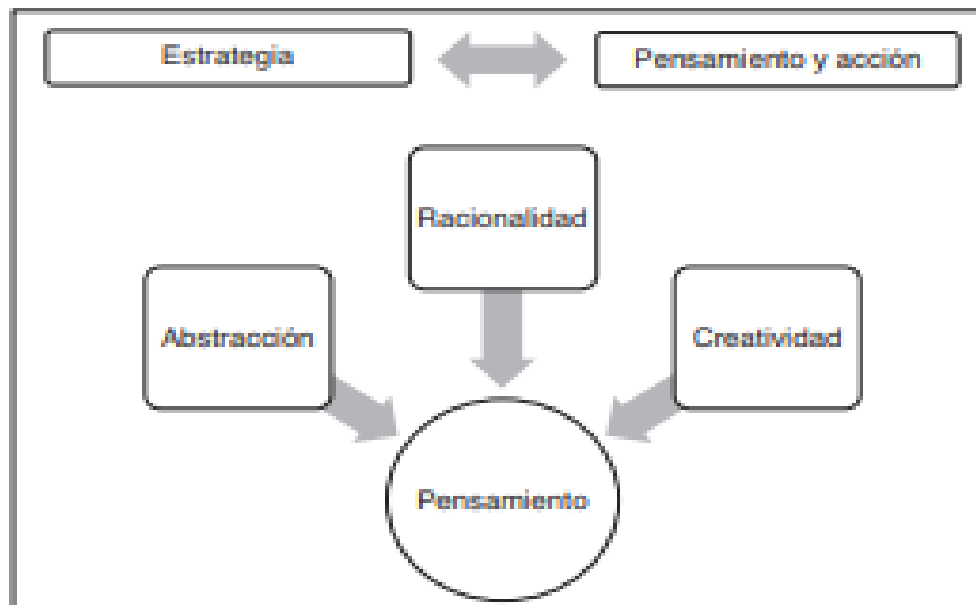 Estrategia
Pensamiento y acción
Racionalidad
Abstracción
Creatividad
Pensamiento